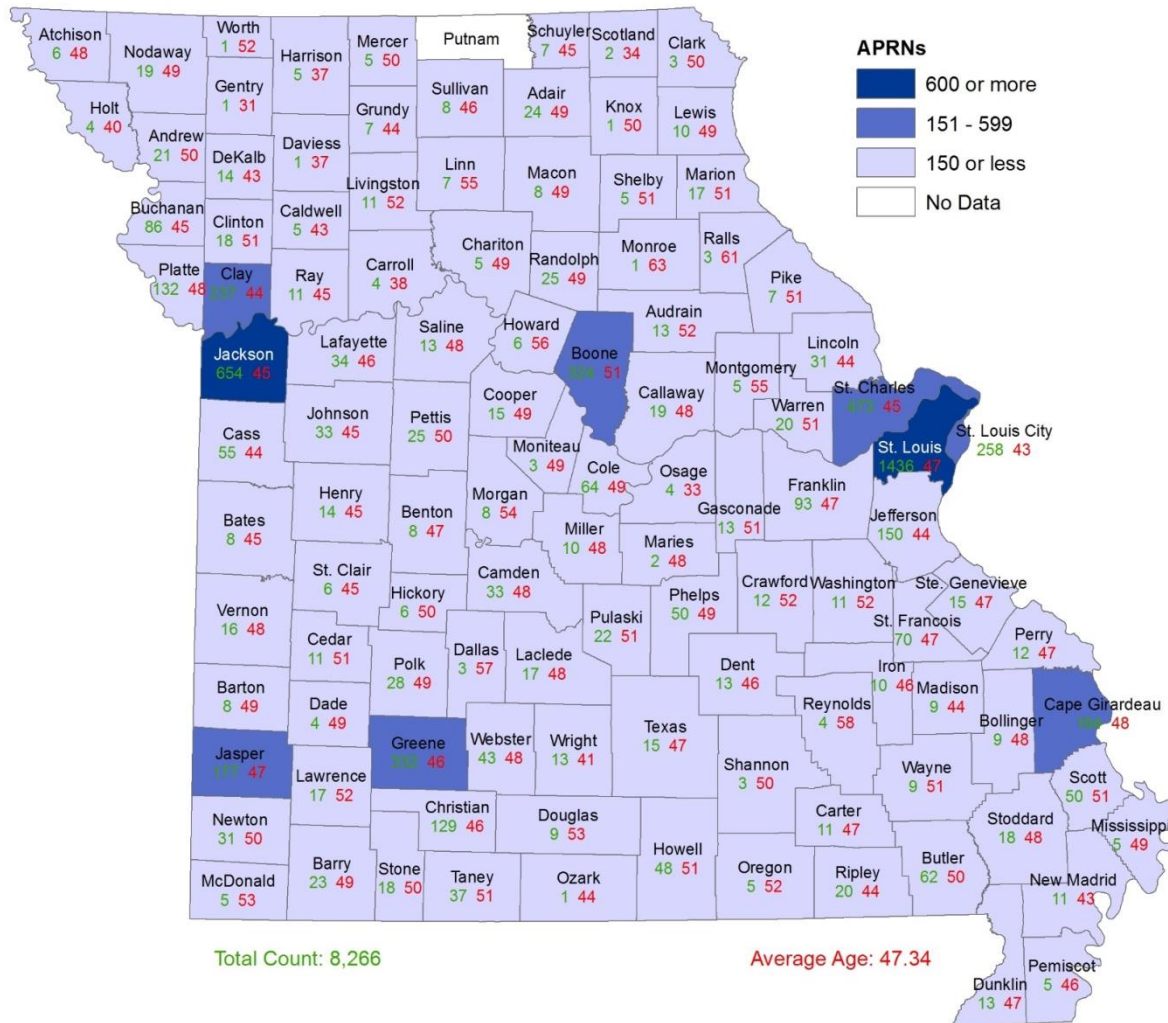 Atchison
6 48
Nodaway
19 49
Worth
1 52
Harrison
5 37
Mercer
5 50
Putnam
Schuyler
7 45
Scotland
2 34
Clark
3 50
APRNs
600 or more
151 - 599
150 or less
No Data
Holt
4 40
Andrew
21 50
Gentry
1 31
DeKalb
14 43
Daviess
1 37
Grundy
7 44
Sullivan
8 46
Adair
24 49
Knox
1 50
Lewis
10 49
Buchanan
86 45
Clinton
18 51
Caldwell
5 43
Livingston
11 52
Linn
7 55
Macon
8 49
Shelby
5 51
Marion
17 51
Platte
132 48
Clay
44
Ray
11 45
Carroll
4 38
Chariton
5 49
Randolph
25 49
Monroe
1 63
Ralls
3 61
Pike
7 51
Jackson
654 45
Lafayette
34 46
Saline
13 48
Howard
6 56
Boone
51
Audrain
13 52
Callaway
19 48
Montgomery
5 55
Lincoln
31 44
Warren
20 51
St. Charles
45
St. Louis
1436 47
St. Louis City
258 43
Cass
55 44
Johnson
33 45
Pettis
25 50
Cooper
15 49
Moniteau
3 49
Cole
64 49
Osage
4 33
Gasconade
13 51
Franklin
93 47
Jefferson
150 44
Bates
8 45
Henry
14 45
Benton
8 47
Morgan
8 54
Miller
10 48
Maries
2 48
Vernon
16 48
St. Clair
6 45
Hickory
6 50
Camden
33 48
Pulaski
22 51
Phelps
50 49
Crawford
12 52
Washington
11 52
Ste. Genevieve
15 47
St. Francois
70 47
Perry
12 47
Barton
8 49
Cedar
11 51
Polk
28 49
Dallas
3 57
Laclede
17 48
Dent
13 46
Iron
10 46
Reynolds
4 58
Madison
9 44
Bollinger
9 48
Cape Girardeau
48
Jasper
47
Dade
4 49
Greene
46
Webster
43 48
Wright
13 41
Texas
15 47
Shannon
3 50
Wayne
9 51
Scott
50 51
Lawrence
17 52
Christian
129 46
Douglas
9 53
Howell
48 51
Carter
11 47
Stoddard
18 48
Mississippi
5 49
Newton
31 50
McDonald
5 53
Barry
23 49
Stone
18 50
Taney
37 51
Ozark
1 44
Oregon
5 52
Ripley
20 44
Butler
62 50
New Madrid
11 43
Total Count: 8,266
Average Age: 47.34
Dunklin
13 47
Pemiscot
5 46